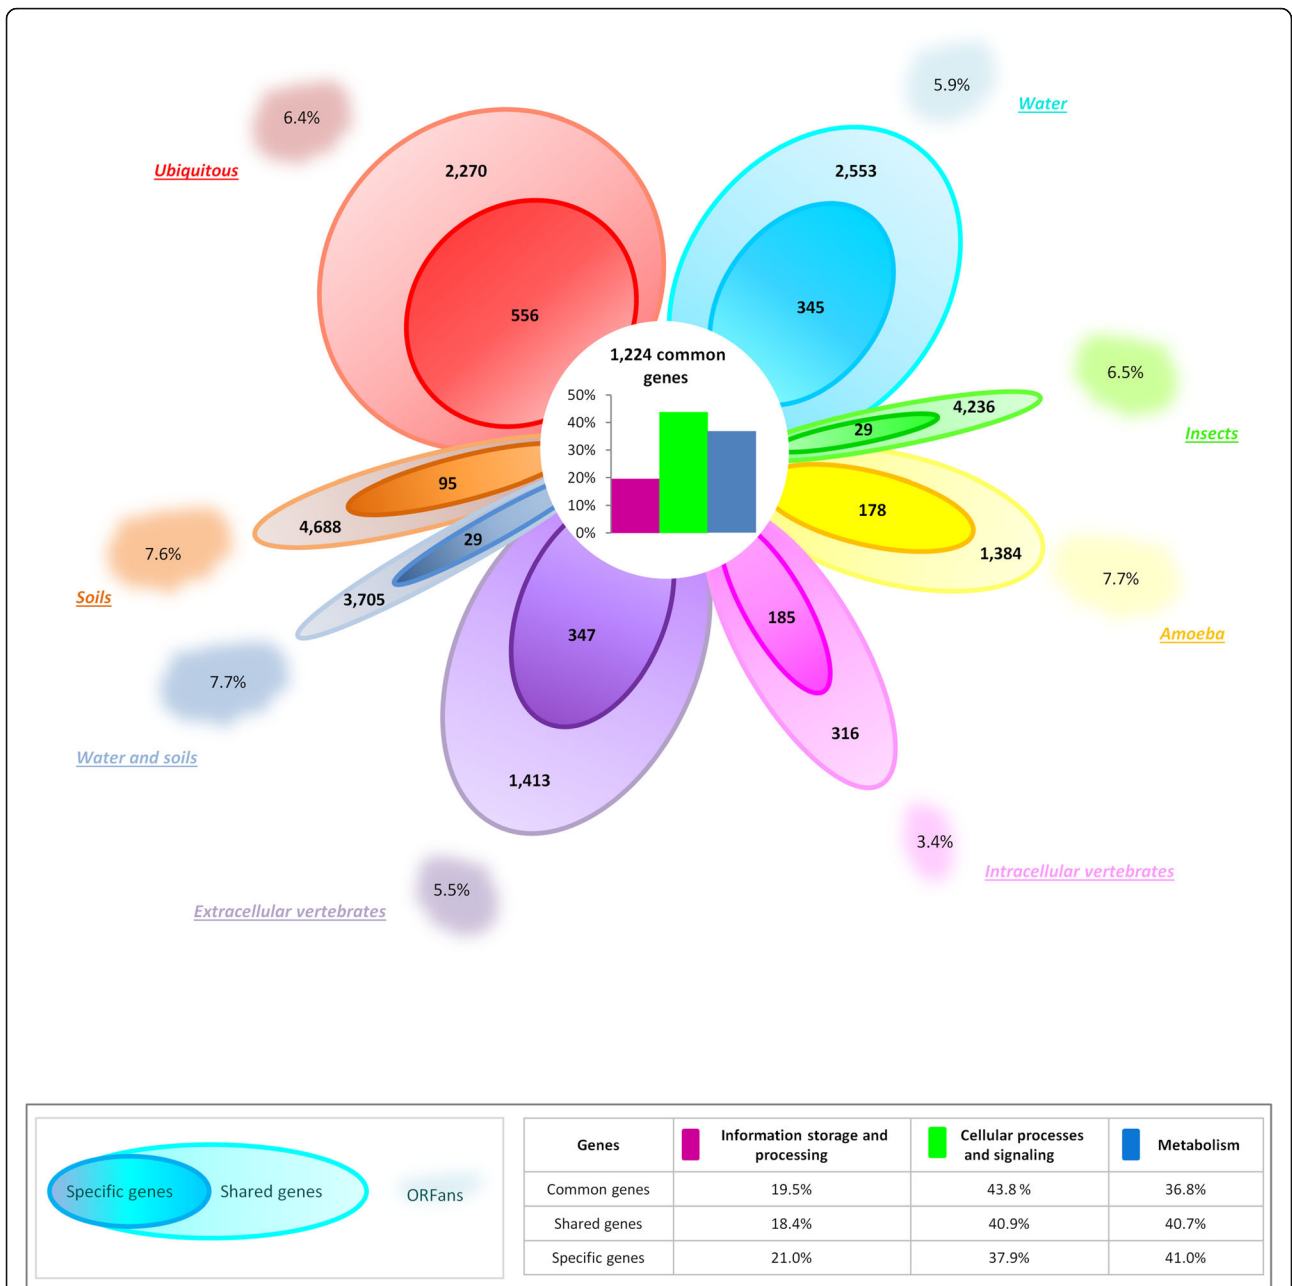 5.9%
Water
6.4%
Ubiquitous
2,270
2,553
556
345
1,224 common
genes
50%
40%
30%
20%
10%
0%
6.5%
4,236
29
Insects
95
4,688
7.6%
Soils
178
1,384
7.7%
Amoeba
29
3,705
7.7%
Water and soils
347
1,413
185
316
3.4%
Intracellular vertebrates
5.5%
Extracellular vertebrates
Specific genes
Shared genes
ORFans
Genes
Information storage and
processing
Cellular processes
and signaling
Metabolism
Common genes 19.5% 43.8 % 36.8%
Shared genes 18.4% 40.9% 40.7%
Specific genes 21.0% 37.9% 41.0%